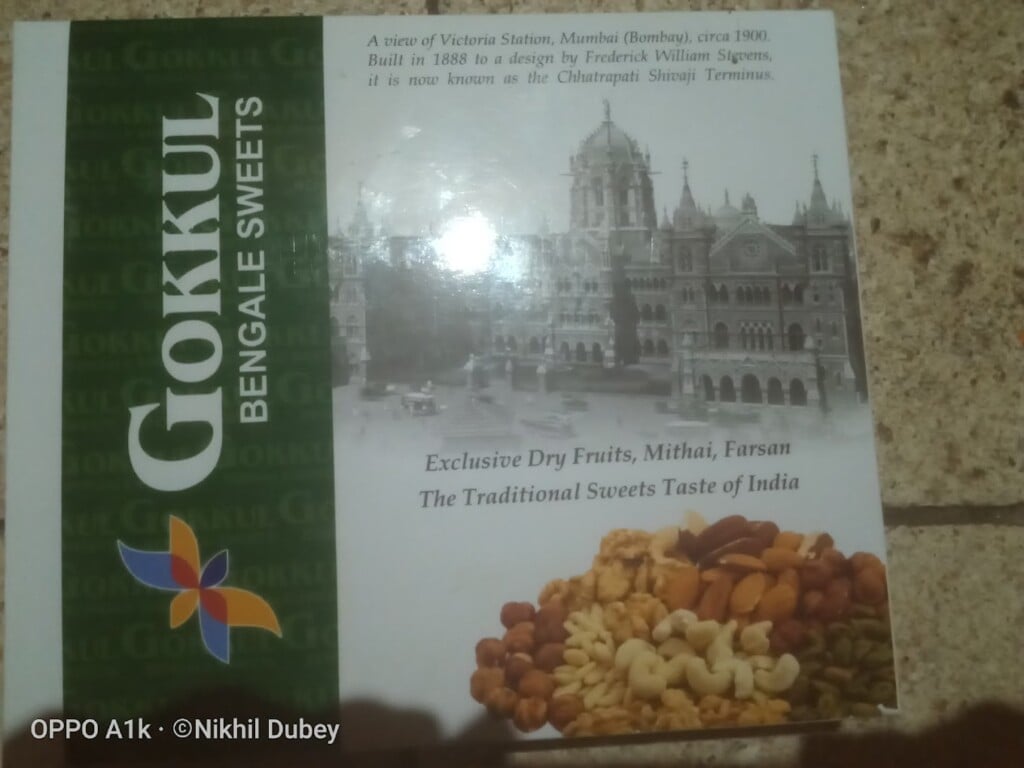 A view of Victoria Station, Mumbai (Bombay), circa 1900.
Built in 1888 to a design by Frederick William Stevens,
it is now known as the Chhatrapati Shivaji Terminus.
GOKKUL
BENGALE SWEETS
Exclusive Dry Fruits, Mithai, Farsan
The Traditional Sweets Taste of India
OPPO A1k · ©Nikhil Dubey